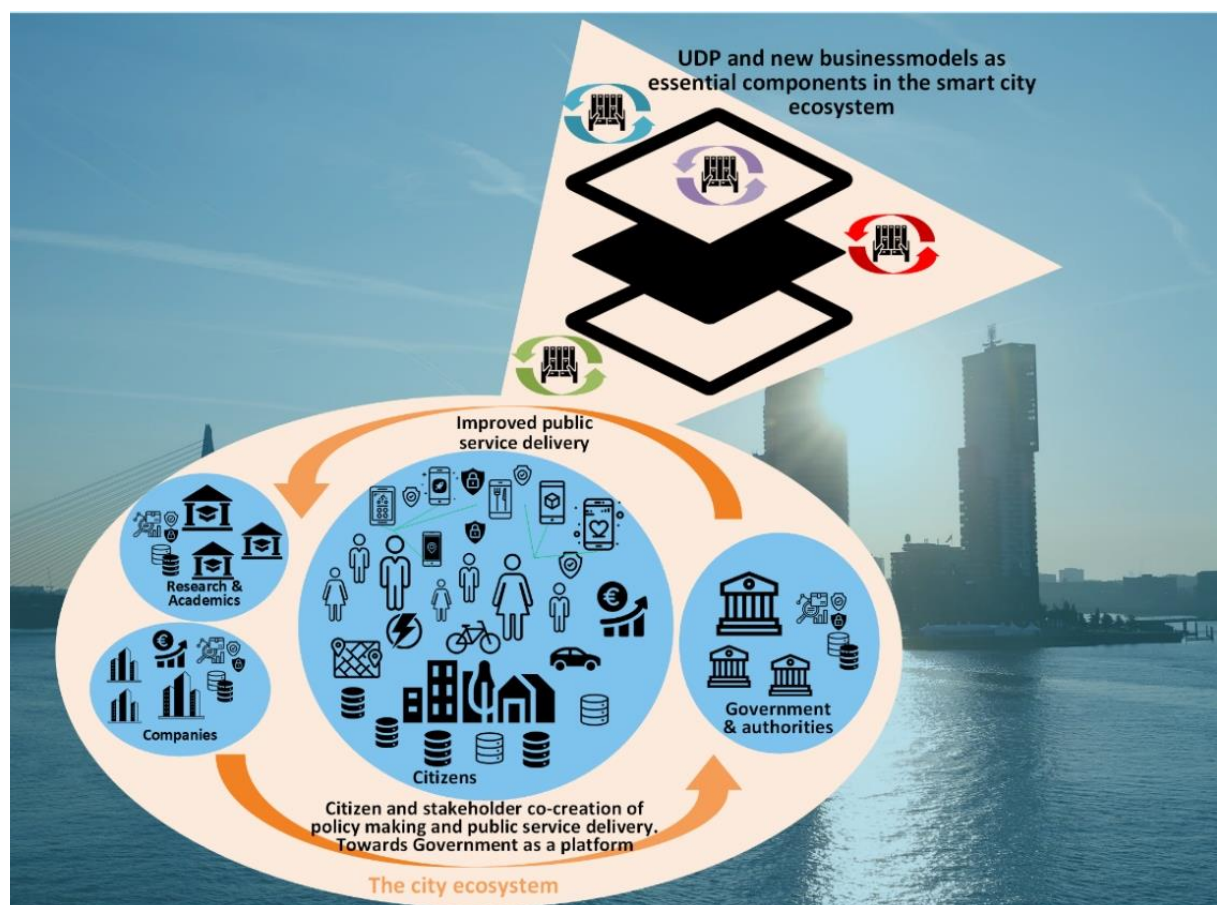 UDP and new businessmodels as
essential components in the smart city
ecosystem
Improved public
service delivery
Research &
Academics
Companies
Citizens
Government
& authorities
Citizen and stakeholder co-creation of
policy making and public service delivery.
Towards Government as a platform
The city ecosystem